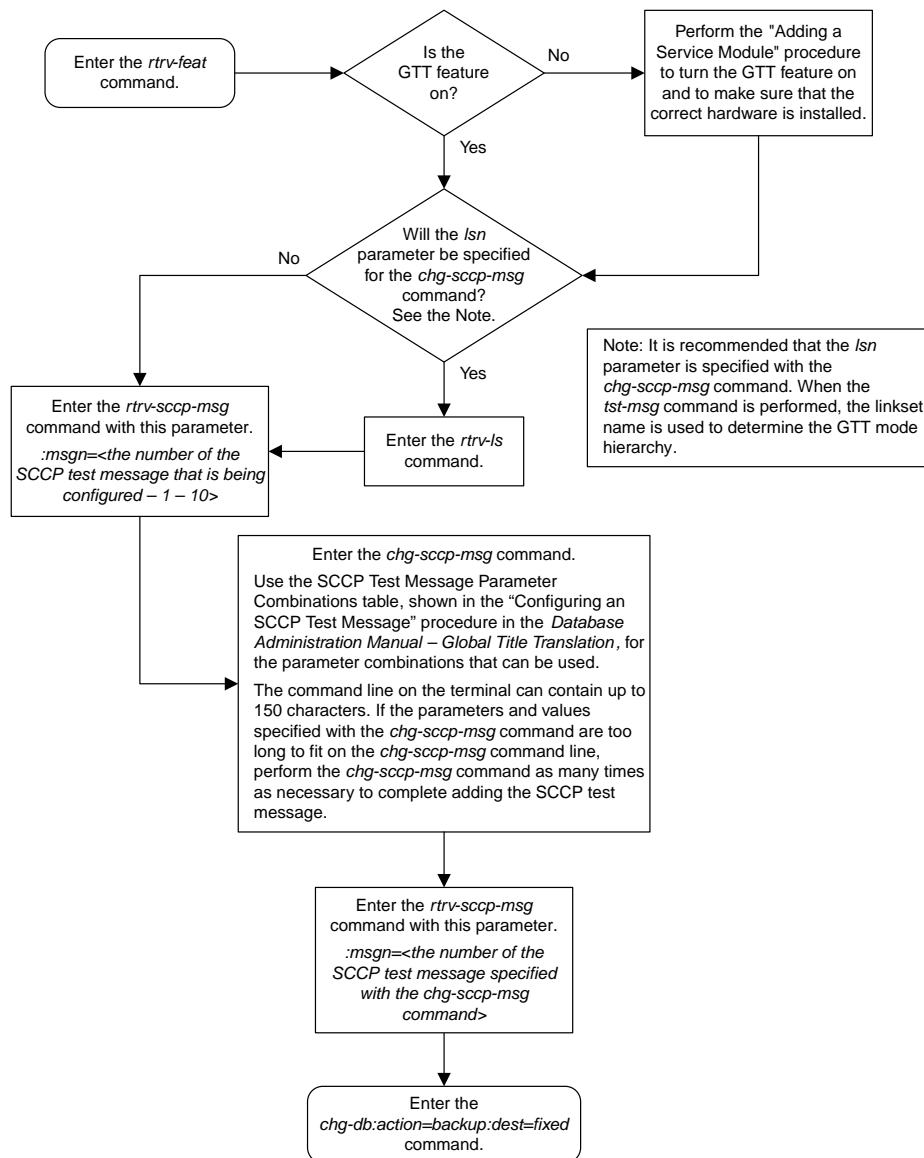 Enter the rtrv-feat
command.
Is the
GTT feature
on?
No
Perform the "Adding a
Service Module" procedure
to turn the GTT feature on
and to make sure that the
correct hardware is installed.
Yes
Will the lsn
parameter be specified
for the chg-sccp-msg
command?
See the Note.
No
Yes
Note: It is recommended that the lsn
parameter is specified with the
chg-sccp-msg command. When the
tst-msg command is performed, the linkset
name is used to determine the GTT mode
hierarchy.
Enter the rtrv-sccp-msg
command with this parameter.
:msgn=<the number of the
SCCP test message that is being
configured – 1 – 10>
Enter the rtrv-ls
command.
Enter the chg-sccp-msg command.
Use the SCCP Test Message Parameter
Combinations table, shown in the “Configuring an
SCCP Test Message” procedure in the Database
Administration Manual – Global Title Translation, for
the parameter combinations that can be used.
The command line on the terminal can contain up to
150 characters. If the parameters and values
specified with the chg-sccp-msg command are too
long to fit on the chg-sccp-msg command line,
perform the chg-sccp-msg command as many times
as necessary to complete adding the SCCP test
message.
Enter the rtrv-sccp-msg
command with this parameter.
:msgn=<the number of the
SCCP test message specified
with the chg-sccp-msg
command>
Enter the
chg-db:action=backup:dest=fixed
command.